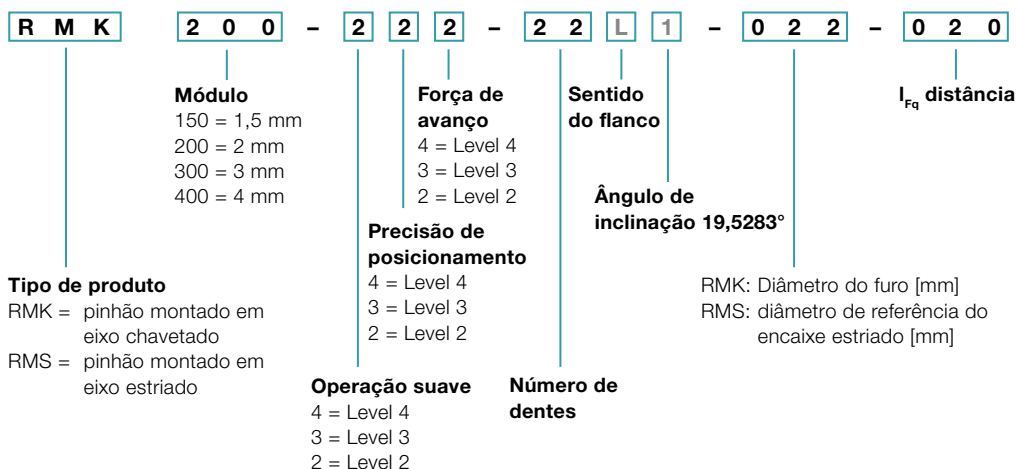 R M K 2 0 0 – 2 2 2 – 2 2 L 1 – 0 2 2 – 0 2 0
Módulo
150 = 1,5 mm
200 = 2 mm
300 = 3 mm
400 = 4 mm
Força de
avanço
4 = Level 4
3 = Level 3
2 = Level 2
Sentido
do flanco
I_Fq distância
Ângulo de
inclinação 19,5283°
Precisão de
posicionamento
4 = Level 4
3 = Level 3
2 = Level 2
Tipo de produto
RMK = pinhão montado em
eixo chavetado
RMS = pinhão montado em
eixo estriado
RMK: Diâmetro do furo [mm]
RMS: diâmetro de referência do
encaixe estriado [mm]
Operação suave
4 = Level 4
3 = Level 3
2 = Level 2
Número de
dentes